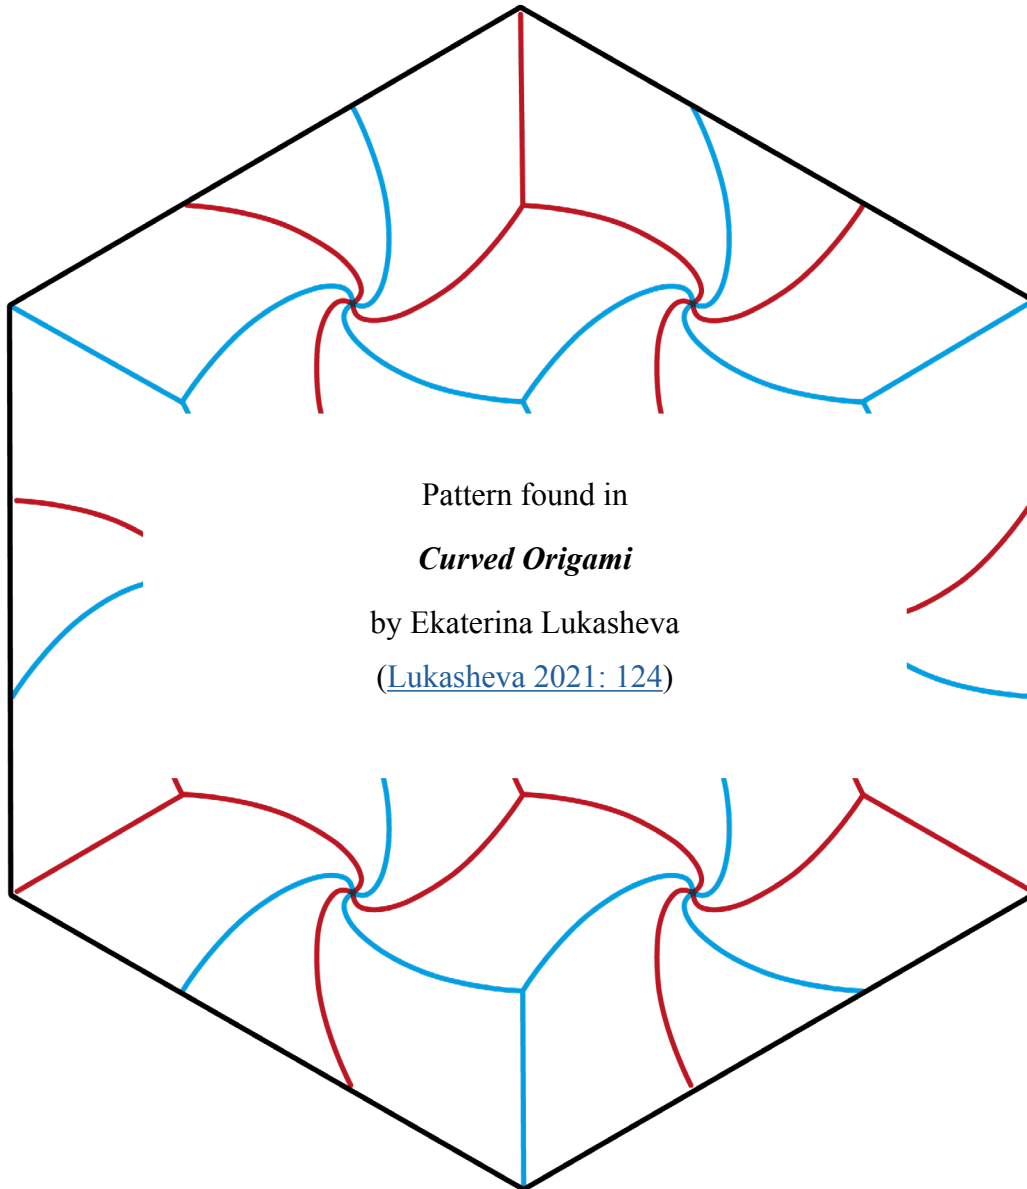 Pattern found in
Curved Origami
by Ekaterina Lukasheva
(Lukasheva 2021: 124)